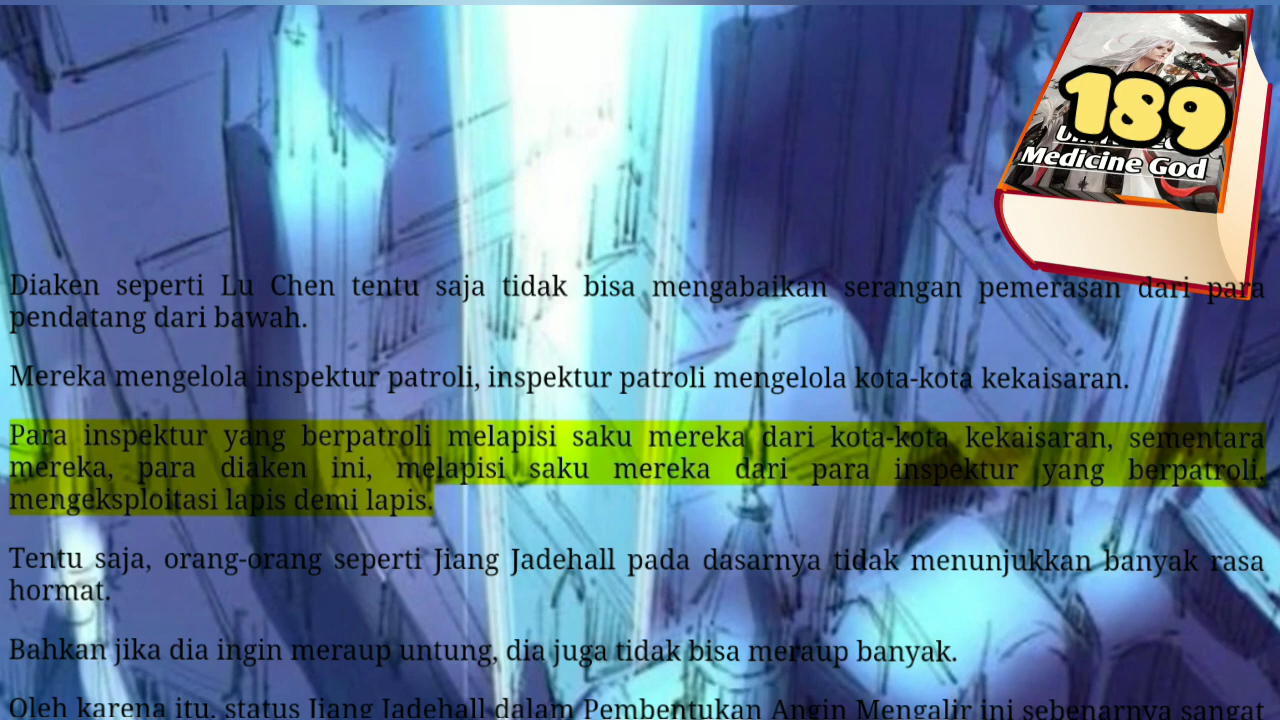 189
Medicine God
Diaken seperti Lu Chen tentu saja tidak bisa mengabaikan serangan pemerasan dari para
pendatang dari bawah.
Mereka mengelola inspektur patroli, inspektur patroli mengelola kota-kota kekaisaran.
Para inspektur yang berpatroli melapisi saku mereka dari kota-kota kekaisaran, sementara
mereka, para diaken ini, melapisi saku mereka dari para inspektur yang berpatroli,
mengeksploitasi lapis demi lapis.
Tentu saja, orang-orang seperti Jiang Jadehall pada dasarnya tidak menunjukkan banyak rasa
hormat.
Bahkan jika dia ingin meraup untung, dia juga tidak bisa meraup banyak.
Oleh karena itu, status Jiang Jadehall dalam Pembentukan Angin Mengalir ini sebenarnya sangat